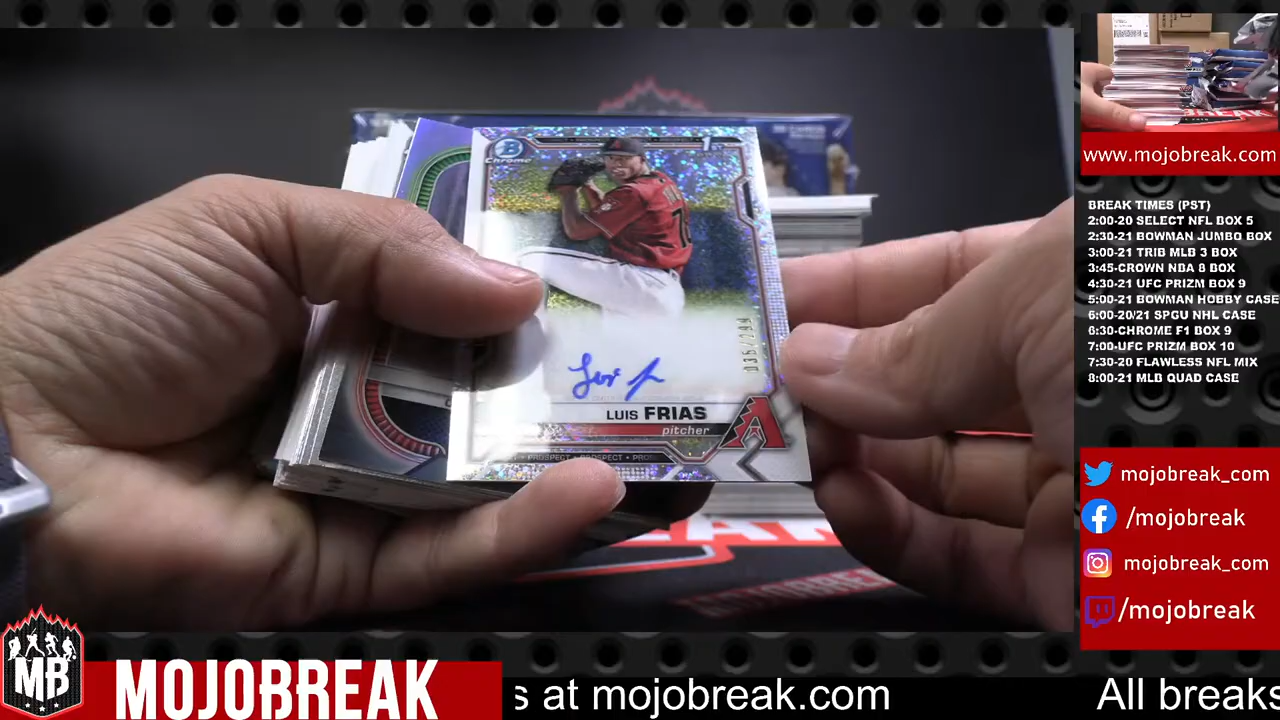 Chrome
1ST
LUIS FRIAS
pitcher
PROSPECT • PROSPECT
MOJOBREAK
www.mojobreak.com
BREAK TIMES (PST)
2:00-20 SELECT NFL BOX 5
2:30-21 BOWMAN JUMBO BOX
3:00-21 TRIB MLB 3 BOX
3:45-CROWN NBA 8 BOX
4:30-21 UFC PRIZM BOX 9
5:00-21 BOWMAN HOBBY CASE
6:00-20/21 SPGU NHL CASE
6:30-CHROME F1 BOX 9
7:00-UFC PRIZM BOX 10
7:30-20 FLAWLESS NFL MIX
8:00-21 MLB QUAD CASE
mojobreak_com
/mojobreak
mojobreak_com
/mojobreak
MB
MOJOBREAK
s at mojobreak.com
All breaks